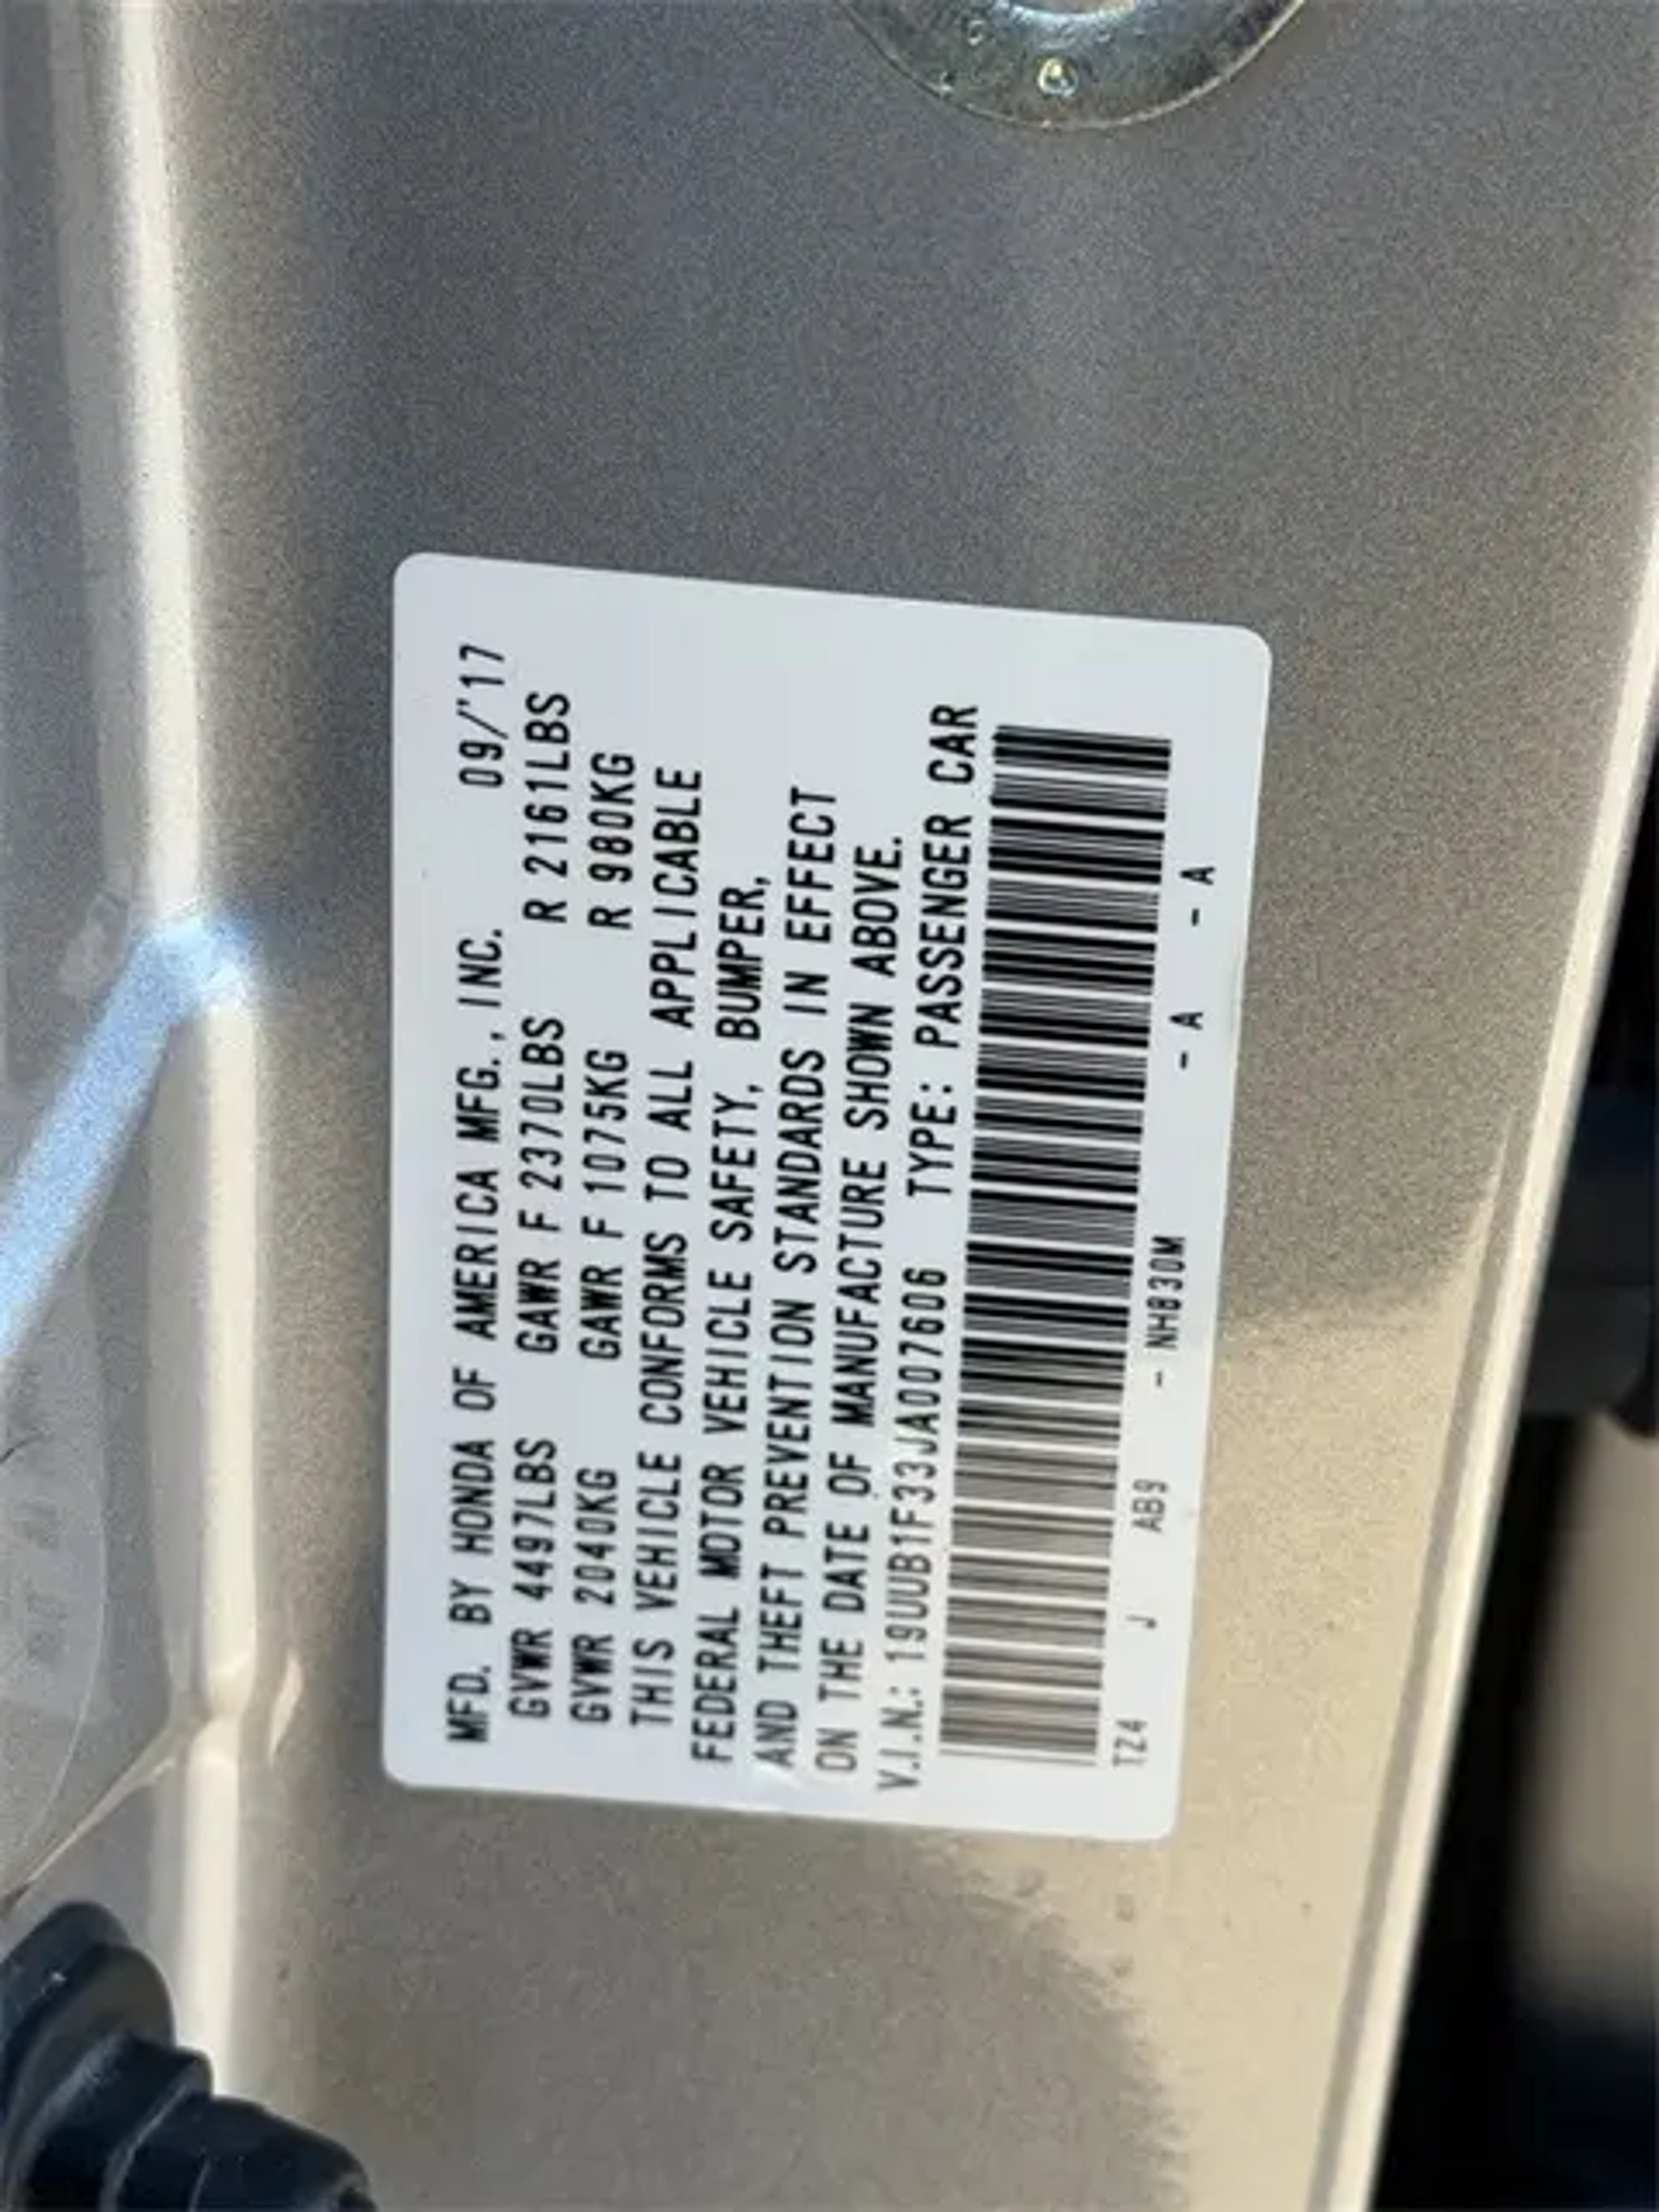 MFD. BY HONDA OF AMERICA MFG., INC. 09/'17
GVWR 4497LBS GAWR F 2370LBS R 2161LBS
GVWR 2040KG GAWR F 1075KG R 980KG
THIS VEHICLE CONFORMS TO ALL APPLICABLE
FEDERAL MOTOR VEHICLE SAFETY, BUMPER,
AND THEFT PREVENTION STANDARDS IN EFFECT
ON THE DATE OF MANUFACTURE SHOWN ABOVE.
V.I.N.: 19UUB1F33JA007606 TYPE: PASSENGER CAR
TZ4 J AB9 - NH830M - A - A